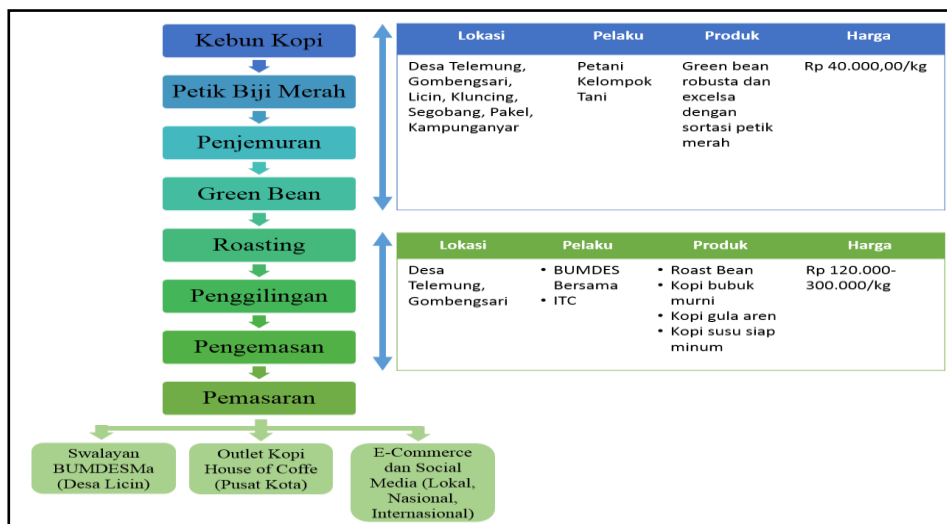 Kebun Kopi
Petik Biji Merah
Penjemuran
Green Bean
Roasting
Penggilingan
Pengemasan
Pemasaran
Swalayan
BUMDESMa
(Desa Licin)
Outlet Kopi
House of Coffe
(Pusat Kota)
E-Commerce
dan Social
Media (Lokal,
Nasional,
Internasional)
Lokasi Pelaku Produk Harga
Desa Telemung,
Gombengsari,
Licin, Kluncing,
Segobang, Pakel,
Kampunganyar
Petani
Kelompok
Tani
Green bean
robusta dan
excelsa
dengan
sortasi petik
merah
Rp 40.000,00/kg
Lokasi Pelaku Produk Harga
Desa
Telemung,
Gombengsari
• BUMDES
Bersama
• ITC
• Roast Bean
• Kopi bubuk
murni
• Kopi gula aren
• Kopi susu siap
minum
Rp 120.000-
300.000/kg